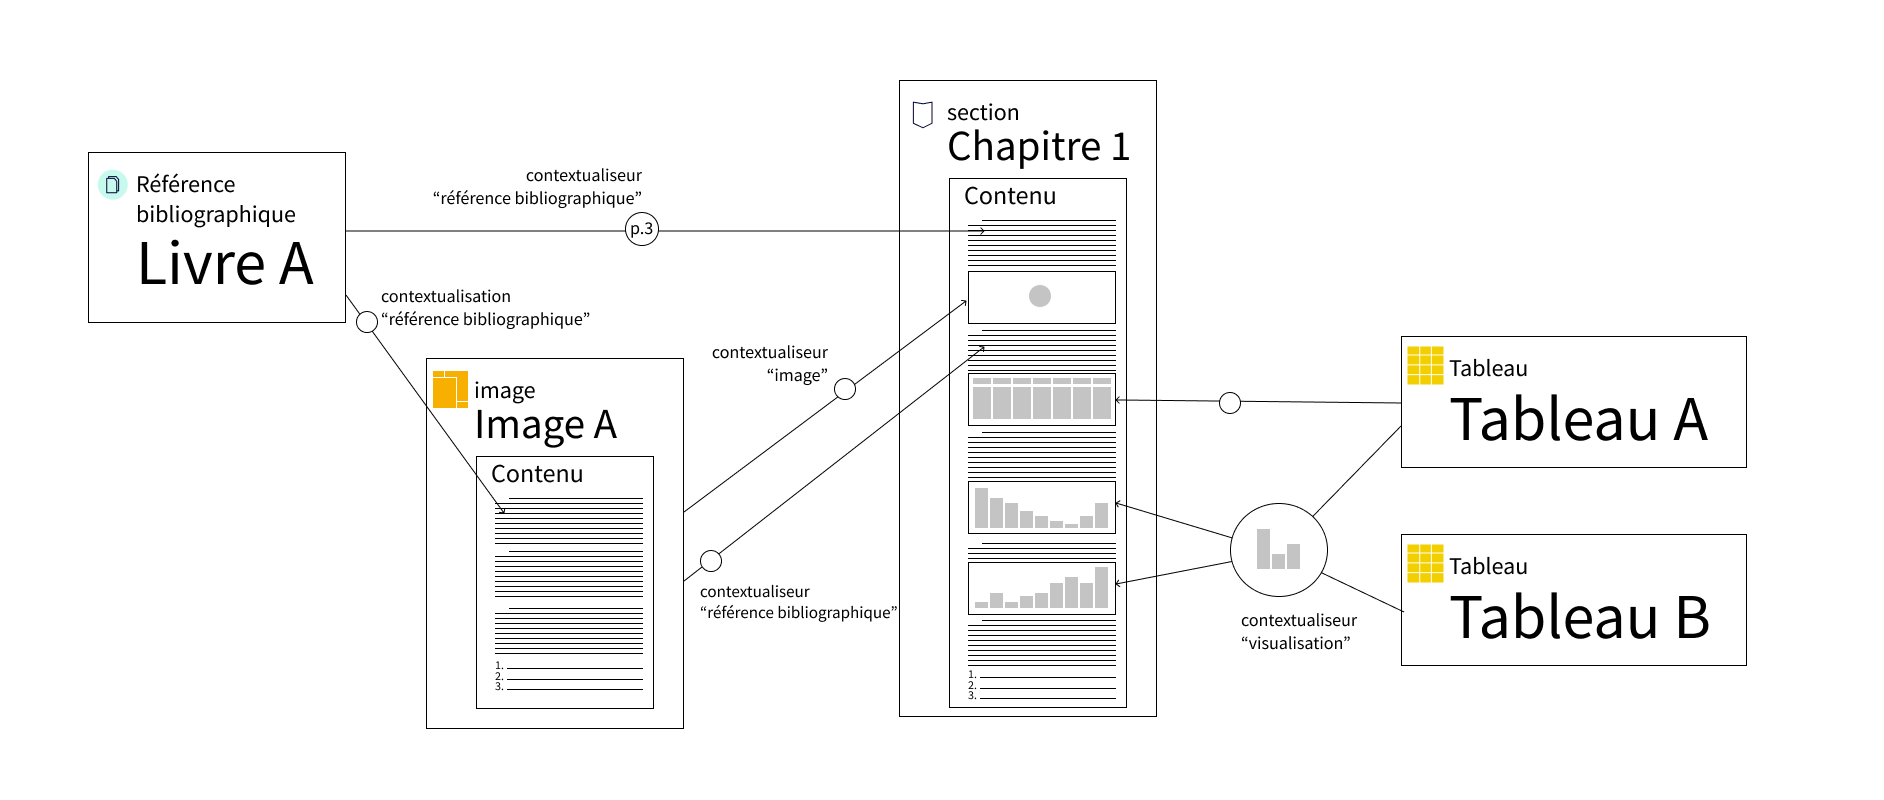 Référence
bibliographique
Livre A
contextualiseur
“référence bibliographique”
p.3
contextualisation
“référence bibliographique”
image
Image A
Contenu
1.
2.
3.
contextualiseur
“image”
contextualiseur
“référence bibliographique”
section
Chapitre 1
Contenu
1.
2.
3.
Tableau
Tableau A
Tableau
Tableau B
contextualiseur
“visualisation”